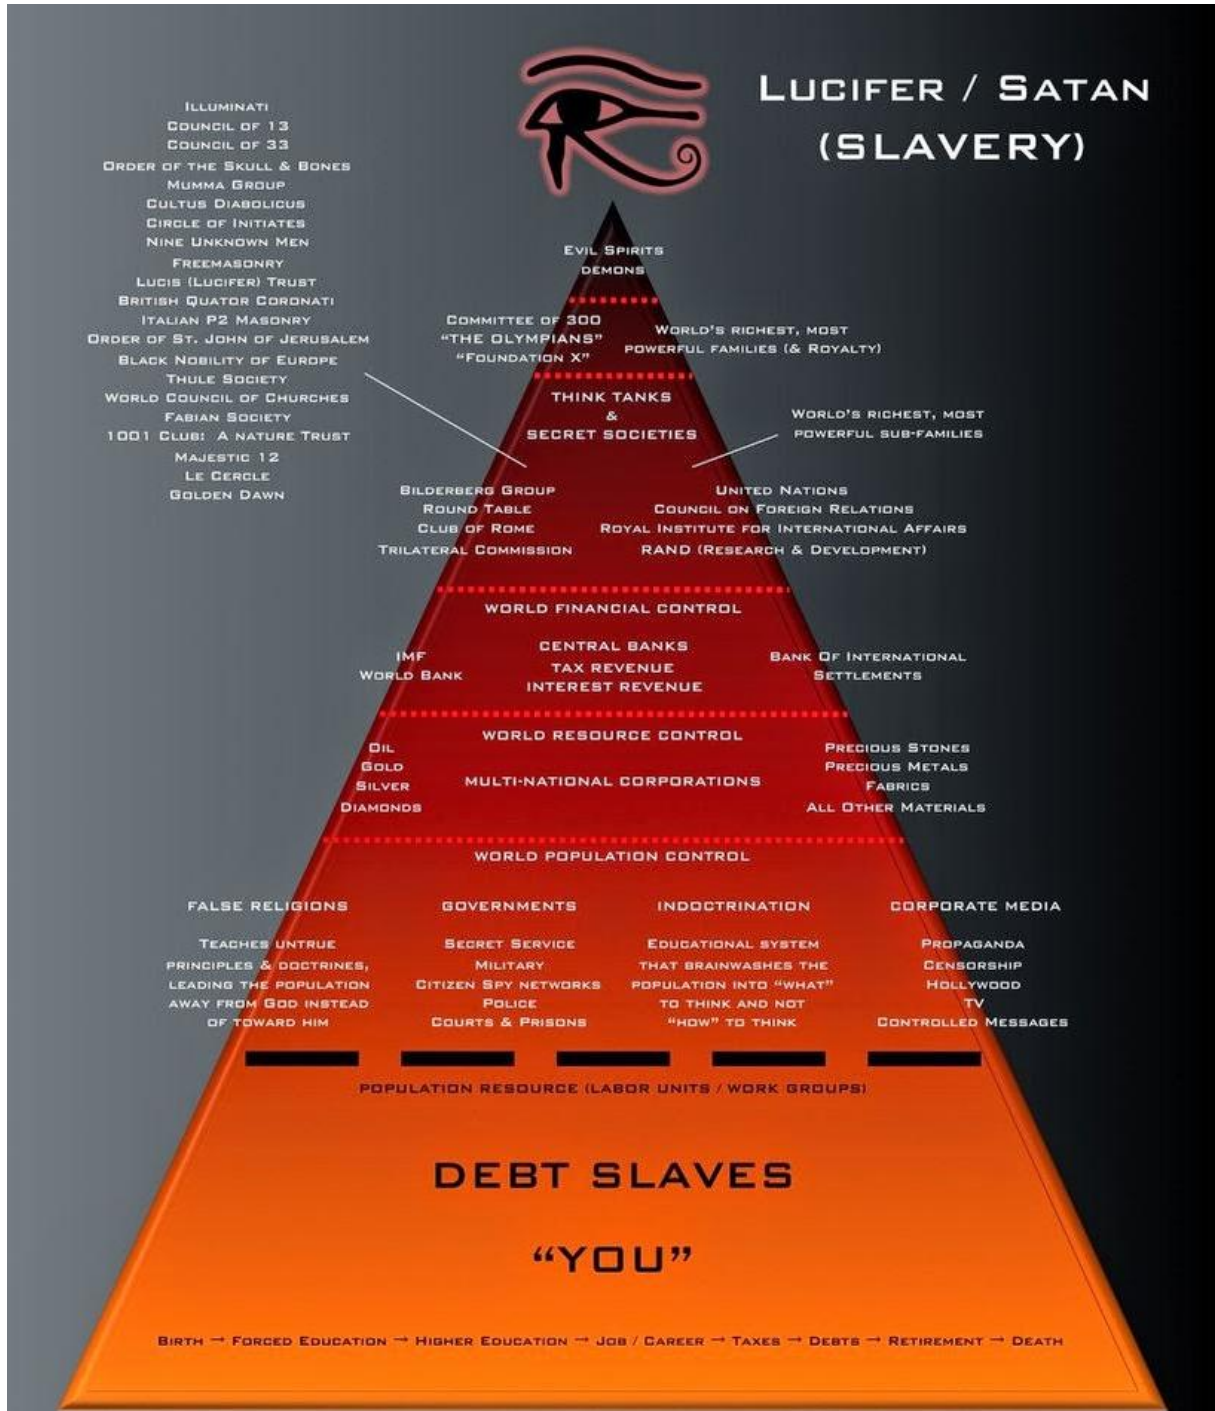 LUCIFER / SATAN
(SLAVERY)
ILLUMINATI
COUNCIL OF 13
COUNCIL OF 33
ORDER OF THE SKULL & BONES
MUMMA GROUP
CULTUS DIABOLICUS
CIRCLE OF INITIATES
NINE UNKNOWN MEN
FREEMASONRY
LUCIS (LUCIFER) TRUST
BRITISH QUATOR CORONATI
ITALIAN P2 MASONRY
ORDER OF ST. JOHN OF JERUSALEM
BLACK NOBILITY OF EUROPE
THULE SOCIETY
WORLD COUNCIL OF CHURCHES
FABIAN SOCIETY
1001 CLUB: A NATURE TRUST
MAJESTIC 12
LE CERCLE
GOLDEN DAWN
EVIL SPIRITS
DEMONS
COMMITTEE OF 300
"THE OLYMPIANS"
"FOUNDATION X"
WORLD'S RICHEST, MOST
POWERFUL FAMILIES (& ROYALTY)
THINK TANKS
&
SECRET SOCIETIES
WORLD'S RICHEST, MOST
POWERFUL SUB-FAMILIES
BILDERBERG GROUP
ROUND TABLE
CLUB OF ROME
TRILATERAL COMMISSION
UNITED NATIONS
COUNCIL ON FOREIGN RELATIONS
ROYAL INSTITUTE FOR INTERNATIONAL AFFAIRS
RAND (RESEARCH & DEVELOPMENT)
WORLD FINANCIAL CONTROL
IMF
WORLD BANK
CENTRAL BANKS
TAX REVENUE
INTEREST REVENUE
BANK OF INTERNATIONAL
SETTLEMENTS
WORLD RESOURCE CONTROL
OIL
GOLD
SILVER
DIAMONDS
MULTI-NATIONAL CORPORATIONS
PRECIOUS STONES
PRECIOUS METALS
FABRICS
ALL OTHER MATERIALS
WORLD POPULATION CONTROL
FALSE RELIGIONS
TEACHES UNTRUE
PRINCIPLES & DOCTRINES,
LEADING THE POPULATION
AWAY FROM GOD INSTEAD
OF TOWARD HIM
GOVERNMENTS
SECRET SERVICE
MILITARY
CITIZEN SPY NETWORKS
POLICE
COURTS & PRISONS
INDOCTRINATION
EDUCATIONAL SYSTEM
THAT BRAINWASHES THE
POPULATION INTO "WHAT"
TO THINK AND NOT
"HOW" TO THINK
CORPORATE MEDIA
PROPAGANDA
CENSORSHIP
HOLLYWOOD
TV
CONTROLLED MESSAGES
POPULATION RESOURCE (LABOR UNITS / WORK GROUPS)
DEBT SLAVES
"YOU"
BIRTH → FORCED EDUCATION → HIGHER EDUCATION → JOB / CAREER → TAXES → DEBTS → RETIREMENT → DEATH